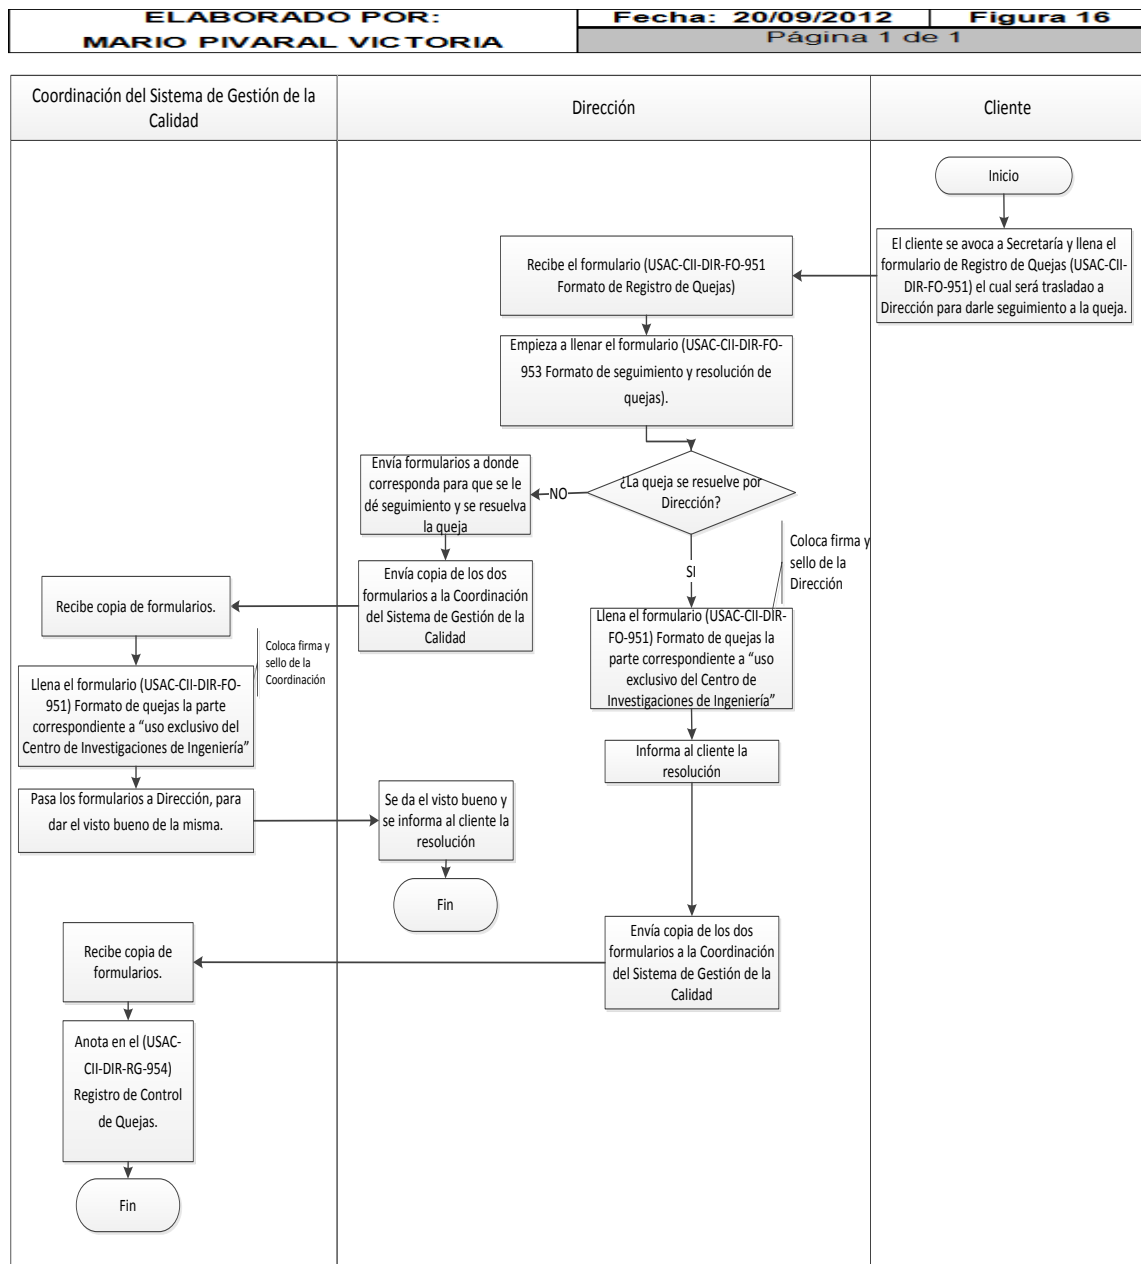 ELABORADO POR:
MARIO PIVARAL VICTORIA
Fecha: 20/09/2012
Figura 16
Página 1 de 1
Coordinación del Sistema de Gestión de la
Calidad
Dirección
Cliente
Inicio
El cliente se avoca a Secretaría y llena el
formulario de Registro de Quejas (USAC-CII-
DIR-FO-951) el cual será trasladao a
Dirección para darle seguimiento a la queja.
Recibe el formulario (USAC-CII-DIR-FO-951
Formato de Registro de Quejas)
Empieza a llenar el formulario (USAC-CII-DIR-FO-
953 Formato de seguimiento y resolución de
quejas).
¿La queja se resuelve por
Dirección?
NO
Envía formularios a donde
corresponda para que se le
dé seguimiento y se resuelva
la queja
SI
Coloca firma y
sello de la
Dirección
Envía copia de los dos
formularios a la Coordinación
del Sistema de Gestión de la
Calidad
Recibe copia de formularios.
Llena el formulario (USAC-CII-DIR-
FO-951) Formato de quejas la
parte correspondiente a “uso
exclusivo del Centro de
Investigaciones de Ingeniería”
Coloca firma y
sello de la
Coordinación
Llena el formulario (USAC-CII-DIR-FO-
951) Formato de quejas la parte
correspondiente a “uso exclusivo del
Centro de Investigaciones de Ingeniería”
Informa al cliente la
resolución
Pasa los formularios a Dirección, para
dar el visto bueno de la misma.
Se da el visto bueno y
se informa al cliente la
resolución
Fin
Envía copia de los dos
formularios a la Coordinación
del Sistema de Gestión de la
Calidad
Recibe copia de
formularios.
Anota en el (USAC-
CII-DIR-RG-954)
Registro de Control
de Quejas.
Fin